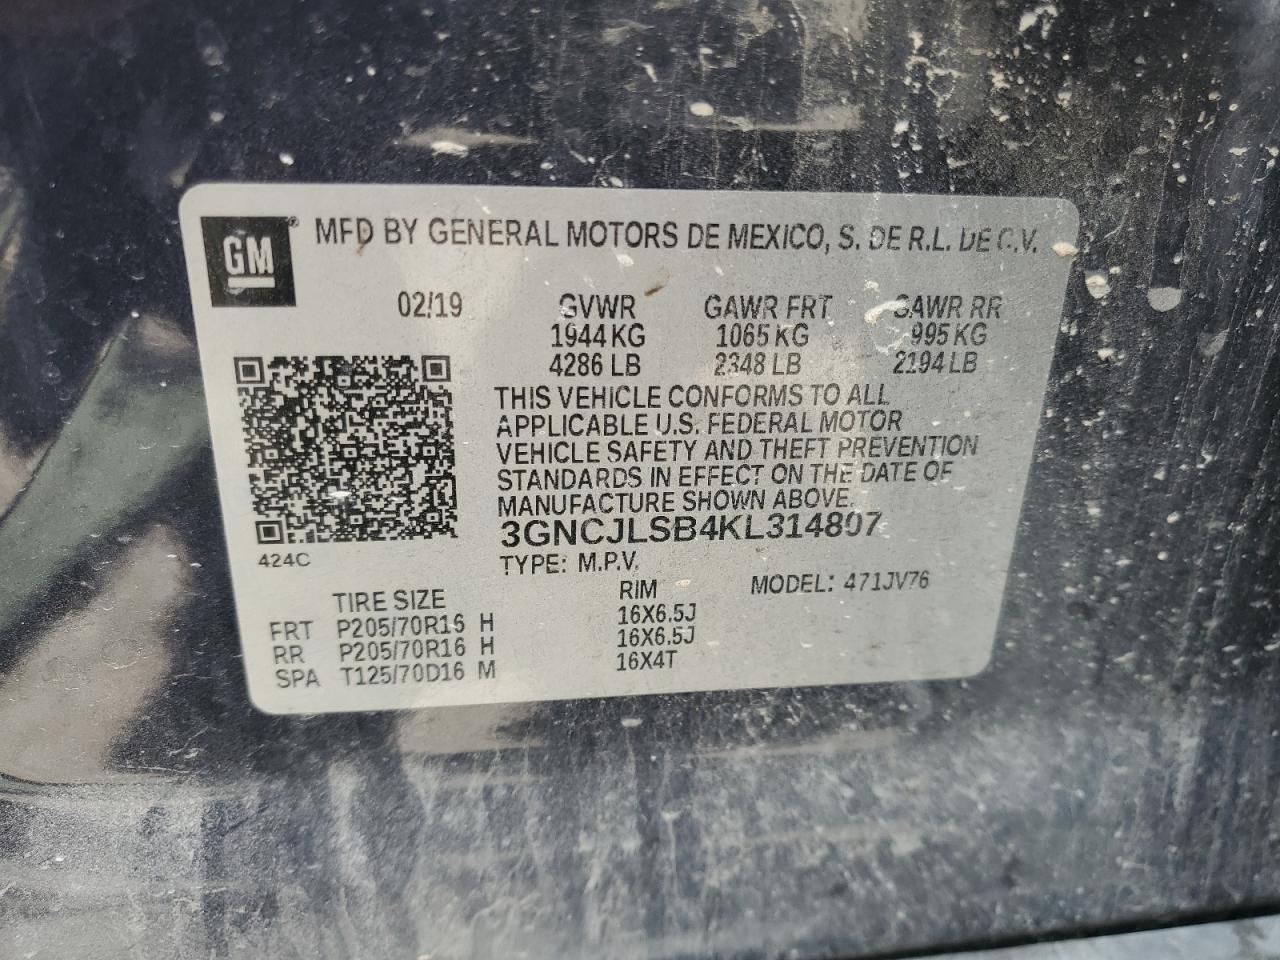 GM
® MFD BY GENERAL MOTORS DE MEXICO, S. DE R.L. DE C.V.
02/19 GVWR GAWR FRT GAWR RR
1944 KG 1065 KG 995 KG
4286 LB 2348 LB 2194 LB
THIS VEHICLE CONFORMS TO ALL
APPLICABLE U.S. FEDERAL MOTOR
VEHICLE SAFETY AND THEFT PREVENTION
STANDARDS IN EFFECT ON THE DATE OF
MANUFACTURE SHOWN ABOVE.
3GNCJLSB4KL314807
424C
TYPE: M.P.V.
TIRE SIZE RIM MODEL: 471JV76
FRT P205/70R16 H 16X6.5J
RR P205/70R16 H 16X6.5J
SPA T125/70D16 M 16X4T